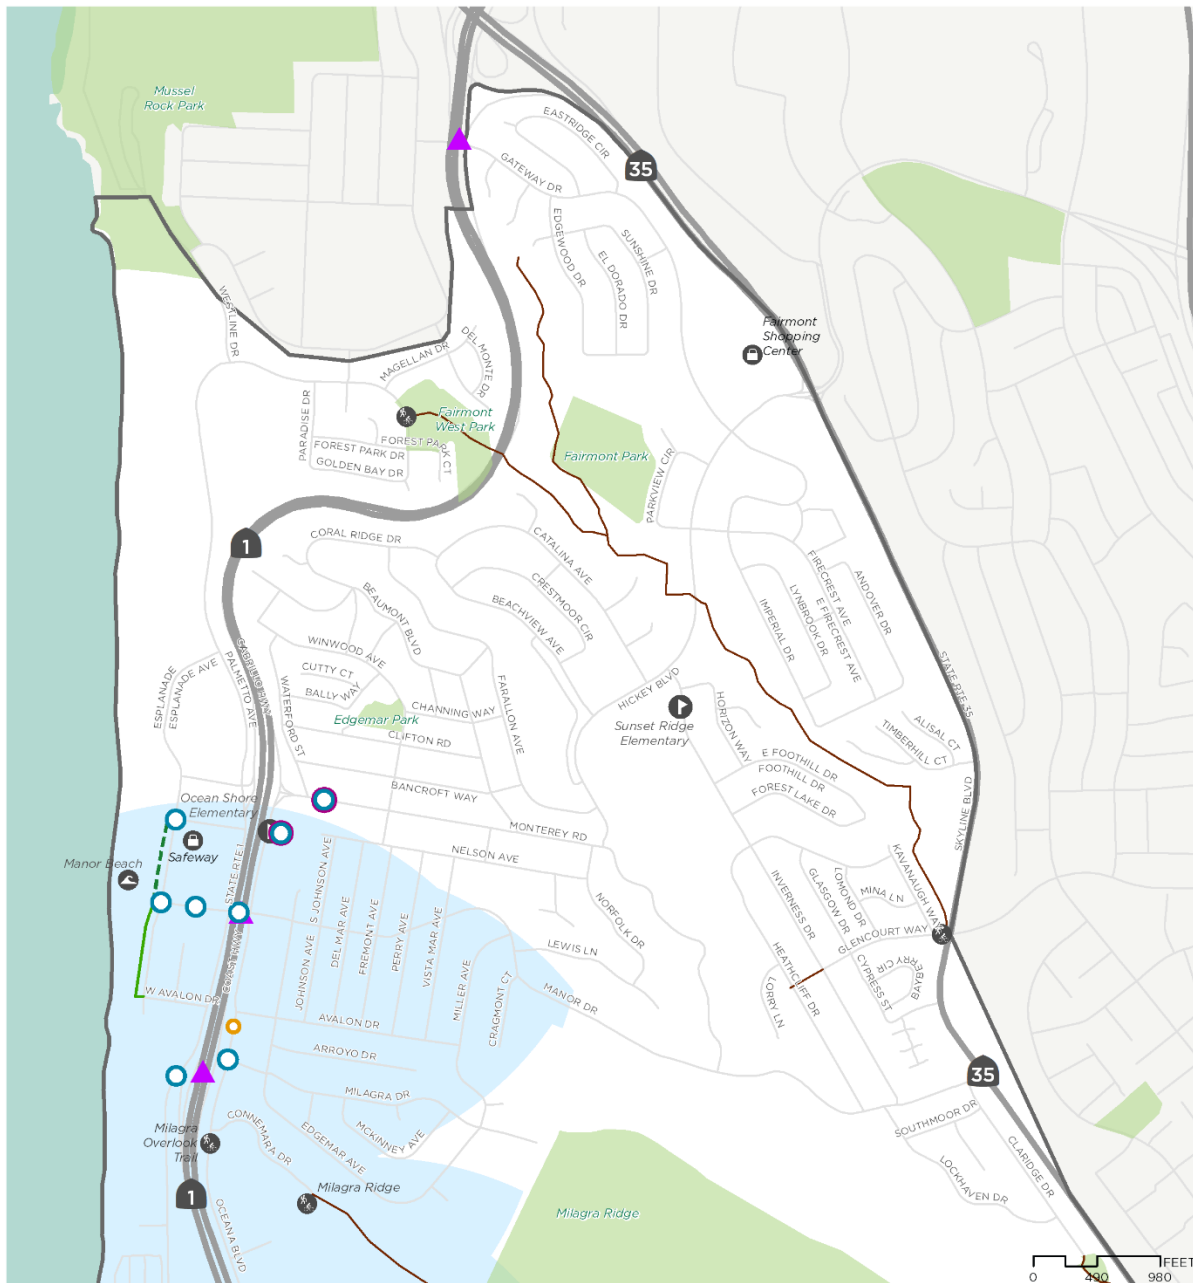 Mussel
Rock Park
EASTRIDGE CIR
35
GATEWAY DR
EDGEWOOD DR
SUNSHINE DR
EL DORADO DR
WESTLINE DR
Fairmont
Shopping
Center
MAGELLAN DR
DEL MONTE DR
PARADISE DR
Fairmont
West Park
FOREST PARK CT
FOREST PARK DR
GOLDEN BAY DR
Fairmont Park
PARKVIEW CIR
1
CORAL RIDGE DR
CATALINA AVE
CRESTMOOR CIR
BEACHVIEW AVE
BEAUMONT BLVD
FIRECREST AVE
ANDOVER DR
LYNBROOK DR
E FIRECREST AVE
IMPERIAL DR
WINWOOD AVE
CUTTY CT
BALLY WAY
CABRILLO HWY
PALMETTO AVE
ESPLANADE
ESPLANADE AVE
WATERFORD ST
FARALLON AVE
HICKEY BLVD
STATE RTE 35
Edgemar Park
CHANNING WAY
CLIFTON RD
Sunset Ridge
Elementary
HORIZON WAY
ALISAL CT
TIMBERHILL CT
E FOOTHILL DR
FOOTHILL DR
FOREST LAKE DR
BANCROFT WAY
Ocean Shore
Elementary
MONTEREY RD
SKYLINE BLVD
Safeway
NELSON AVE
Manor Beach
STATE RTE 1
S JOHNSON AVE
KAVANAUGH WAY
INVERNESS DR
GLASGOW DR
LOMOND DR
MINA LN
NORFOLK DR
JOHNSON AVE
DEL MAR AVE
FREMONT AVE
PERRY AVE
VISTA MAR AVE
MILLER AVE
LEWIS LN
GLENCOURT WAY
COAST HWY
CRAGMONT CT
MANOR DR
HEATHCLIFF DR
LORRY LN
CYPRESS ST
BAYBERRY CIR
W AVALON DR
AVALON DR
ARROYO DR
35
MILAGRA DR
SOUTHMOOR DR
Milagra
Overlook
Trail
CONNEMARA DR
EDGEMAR AVE
MCKINNEY AVE
CLARIDGE DR
LOCKHAVEN DR
1
Milagra Ridge
OCEANA BLVD
Milagra Ridge
FEET
0 490 980